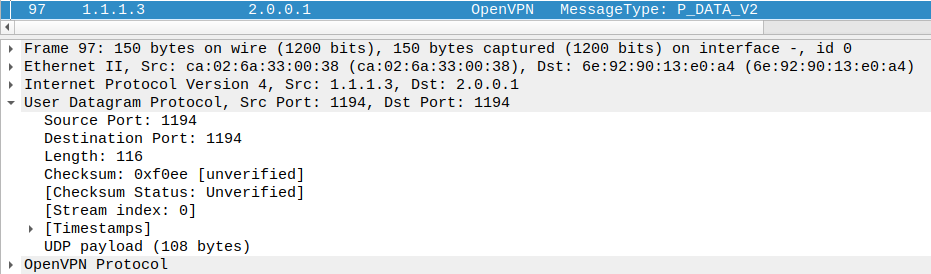 97 1.1.1.3 2.0.0.1 OpenVPN MessageType: P_DATA_V2
Frame 97: 150 bytes on wire (1200 bits), 150 bytes captured (1200 bits) on interface -, id 0
Ethernet II, Src: ca:02:6a:33:00:38 (ca:02:6a:33:00:38), Dst: 6e:92:90:13:e0:a4 (6e:92:90:13:e0:a4)
Internet Protocol Version 4, Src: 1.1.1.3, Dst: 2.0.0.1
User Datagram Protocol, Src Port: 1194, Dst Port: 1194
Source Port: 1194
Destination Port: 1194
Length: 116
Checksum: 0xf0ee [unverified]
[Checksum Status: Unverified]
[Stream index: 0]
[Timestamps]
UDP payload (108 bytes)
OpenVPN Protocol